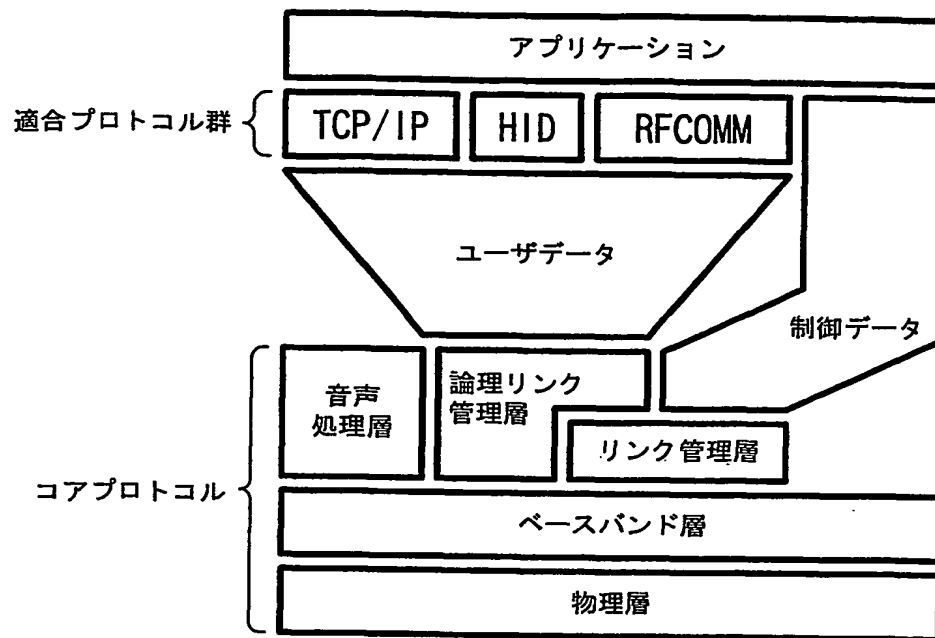 アプリケーション
適合プロトコル群
TCP/IP
HID
RFCOMM
ユーザデータ
制御データ
音声
処理層
論理リンク
管理層
リンク管理層
コアプロトコル
ベースバンド層
物理層